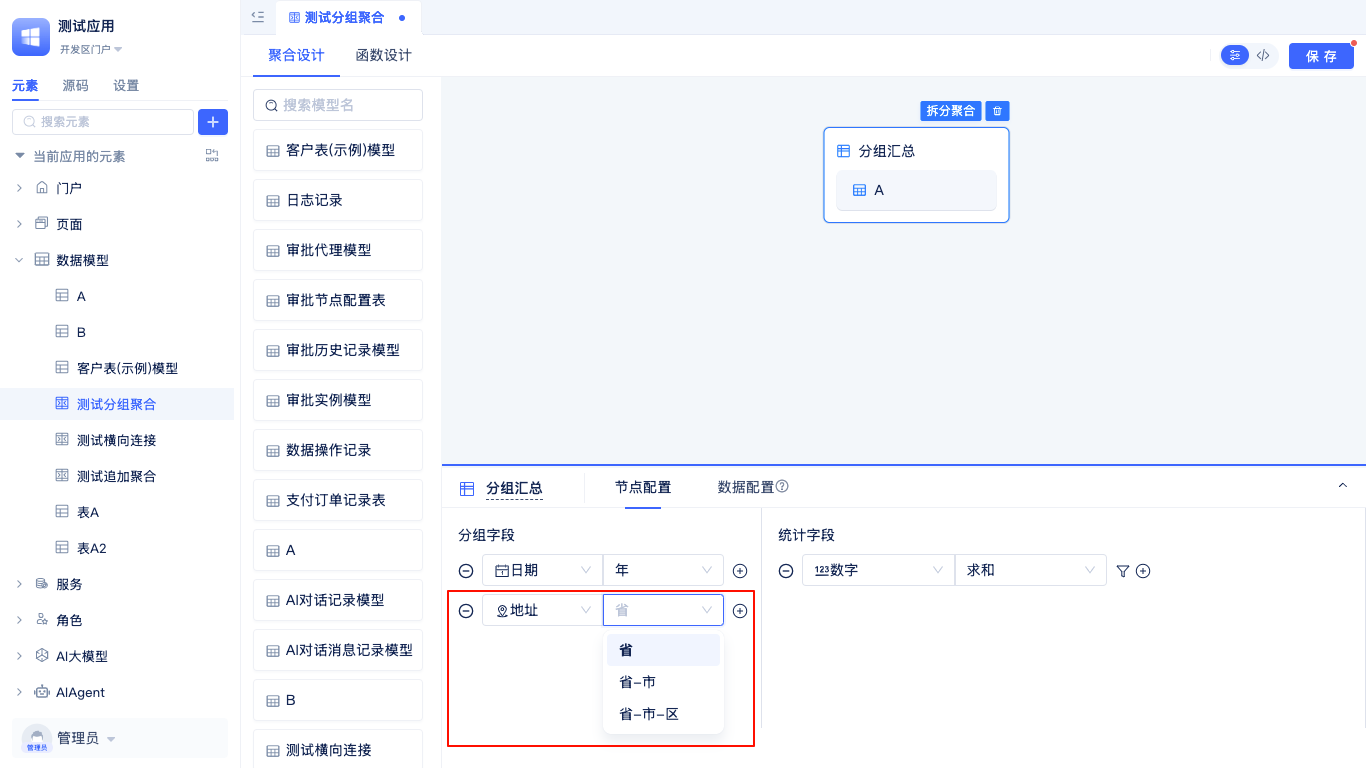 测试应用
开发区门户
元素
源码
设置
搜索元素
当前应用的元素
门户
页面
数据模型
A
B
客户表(示例)模型
测试分组聚合
测试横向连接
测试追加聚合
表A
表A2
服务
角色
AI大模型
AIAgent
管理员
管理员
测试分组聚合
聚合设计
函数设计
保存
搜索模型名
客户表(示例)模型
日志记录
审批代理模型
审批节点配置表
审批历史记录模型
审批实例模型
数据操作记录
支付订单记录表
A
AI对话记录模型
AI对话消息记录模型
B
测试横向连接
拆分聚合
分组汇总
A
分组汇总
节点配置
数据配置
分组字段
日期
年
地址
省
省
省-市
省-市-区
统计字段
123数字
求和